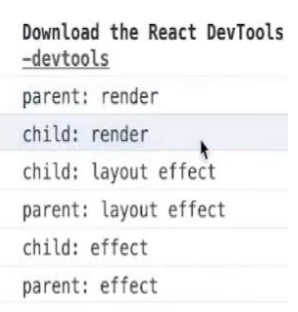 Download the React DevTools
-devtools
parent: render
child: render
child: layout effect
parent: layout effect
child: effect
parent: effect